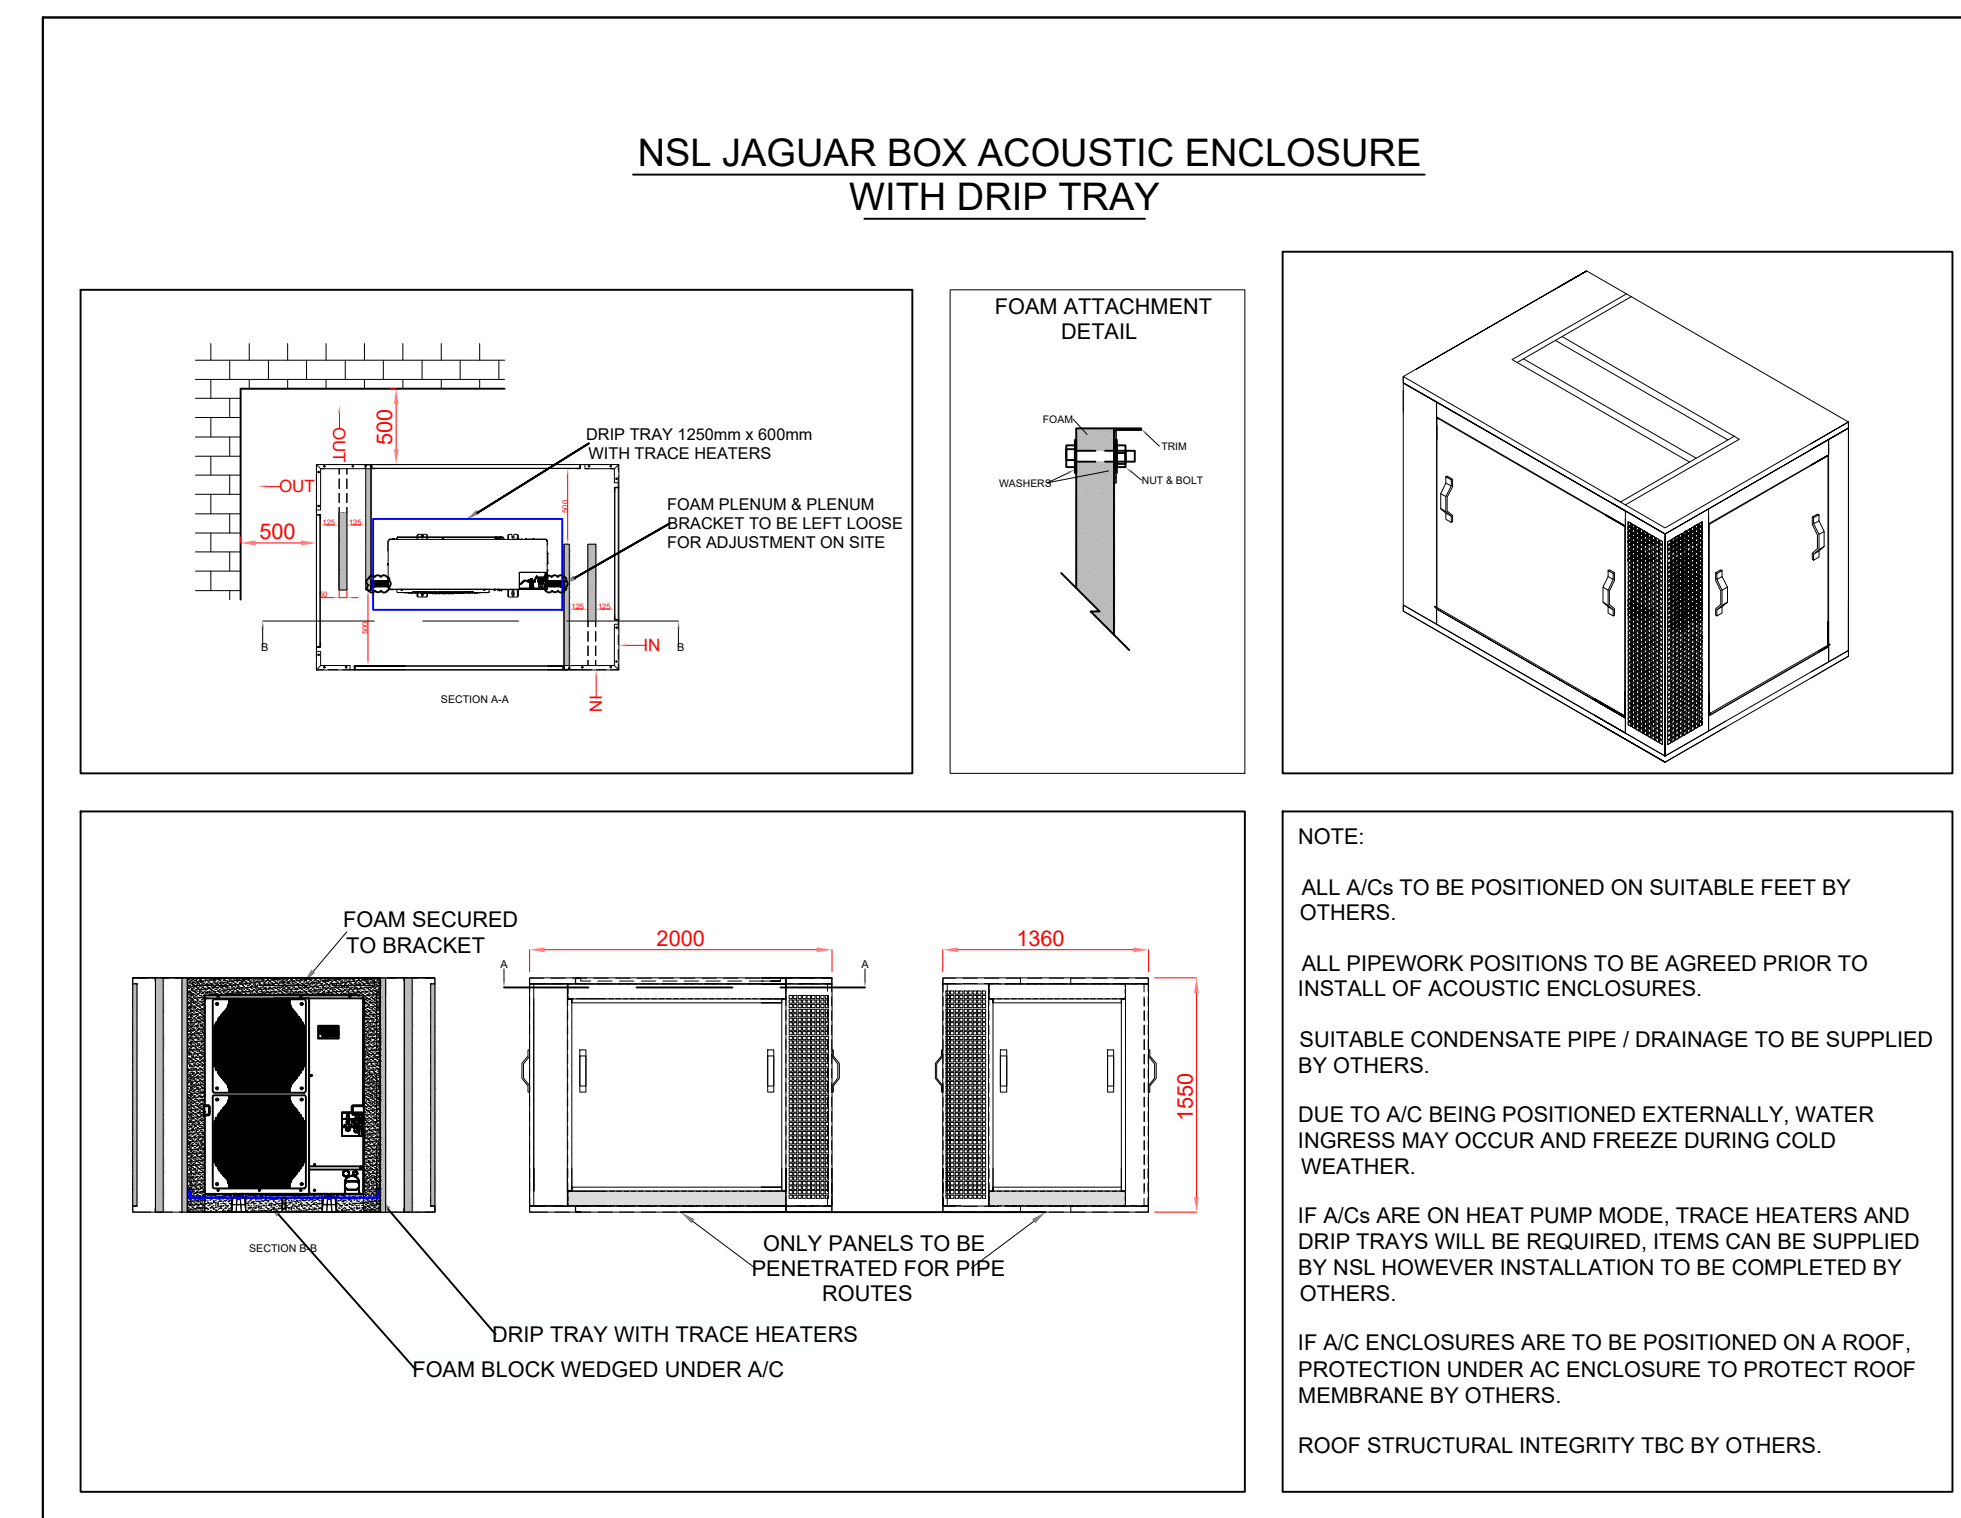 NSL JAGUAR BOX ACOUSTIC ENCLOSURE
WITH DRIP TRAY
OUT
OUT
500
500
125
125
50
500
500
125
125
IN
IN
B
B
DRIP TRAY 1250mm x 600mm
WITH TRACE HEATERS
FOAM PLENUM & PLENUM
BRACKET TO BE LEFT LOOSE
FOR ADJUSTMENT ON SITE
SECTION A-A
FOAM ATTACHMENT
DETAIL
FOAM
TRIM
WASHERS
NUT & BOLT
FOAM SECURED
TO BRACKET
SECTION B-B
A
A
2000
1360
1550
ONLY PANELS TO BE
PENETRATED FOR PIPE
ROUTES
DRIP TRAY WITH TRACE HEATERS
FOAM BLOCK WEDGED UNDER A/C
NOTE:
ALL A/Cs TO BE POSITIONED ON SUITABLE FEET BY
OTHERS.
ALL PIPEWORK POSITIONS TO BE AGREED PRIOR TO
INSTALL OF ACOUSTIC ENCLOSURES.
SUITABLE CONDENSATE PIPE / DRAINAGE TO BE SUPPLIED
BY OTHERS.
DUE TO A/C BEING POSITIONED EXTERNALLY, WATER
INGRESS MAY OCCUR AND FREEZE DURING COLD
WEATHER.
IF A/Cs ARE ON HEAT PUMP MODE, TRACE HEATERS AND
DRIP TRAYS WILL BE REQUIRED, ITEMS CAN BE SUPPLIED
BY NSL HOWEVER INSTALLATION TO BE COMPLETED BY
OTHERS.
IF A/C ENCLOSURES ARE TO BE POSITIONED ON A ROOF,
PROTECTION UNDER AC ENCLOSURE TO PROTECT ROOF
MEMBRANE BY OTHERS.
ROOF STRUCTURAL INTEGRITY TBC BY OTHERS.